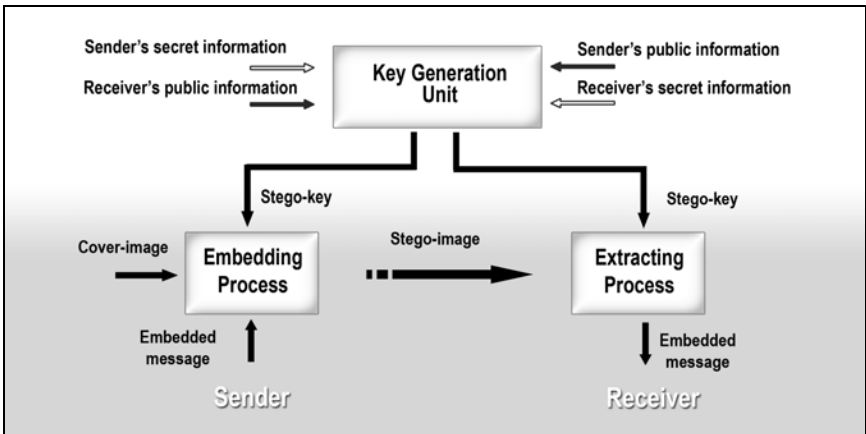 Sender's secret information
Receiver's public information
Key Generation
Unit
Sender's public information
Receiver's secret information
Stego-key
Stego-key
Cover-image
Embedding
Process
Stego-image
Extracting
Process
Embedded
message
Embedded
message
Sender
Receiver